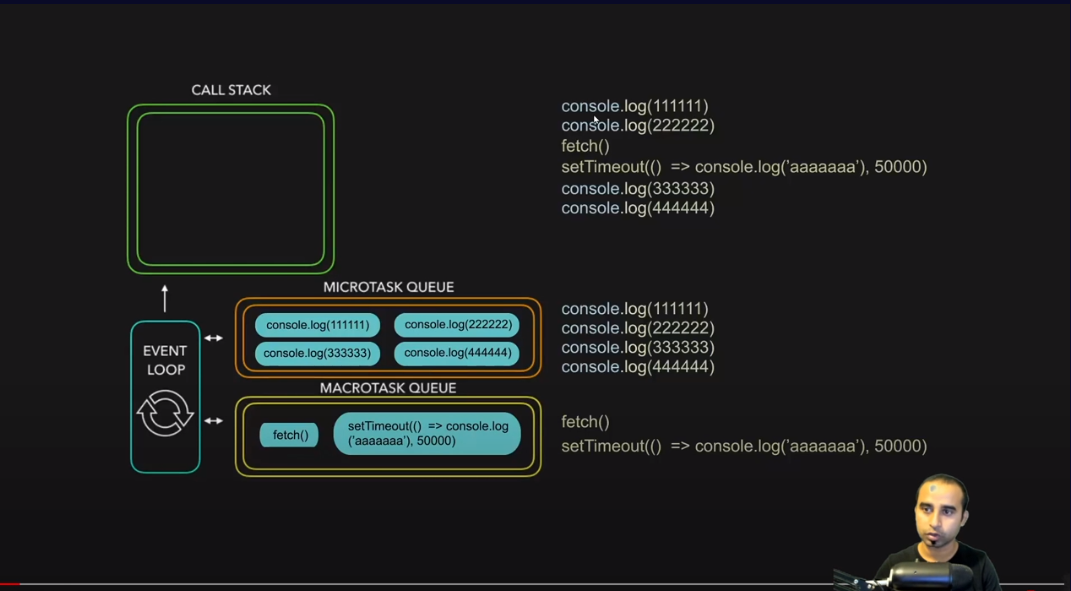 CALL STACK
console.log(111111)
console.log(222222)
fetch()
setTimeout(() => console.log('aaaaaaa'), 50000)
console.log(333333)
console.log(444444)
MICROTASK QUEUE
console.log(111111) console.log(222222)
console.log(333333) console.log(444444)
console.log(111111)
console.log(222222)
console.log(333333)
console.log(444444)
EVENT
LOOP
MACROTASK QUEUE
fetch()
setTimeout(() => console.log
('aaaaaaa'), 50000)
fetch()
setTimeout(() => console.log('aaaaaaa'), 50000)